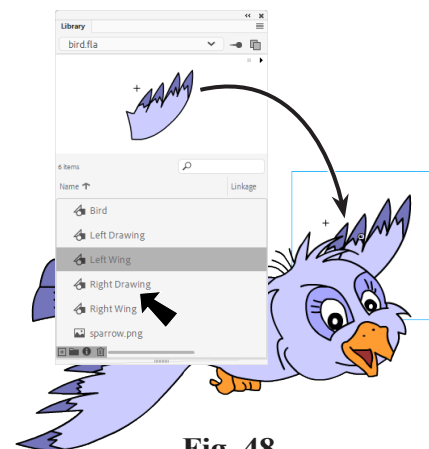 Library
bird.fla
6 items
Name
Linkage
Bird
Left Drawing
Left Wing
Right Drawing
Right Wing
sparrow.png
Fig. 48